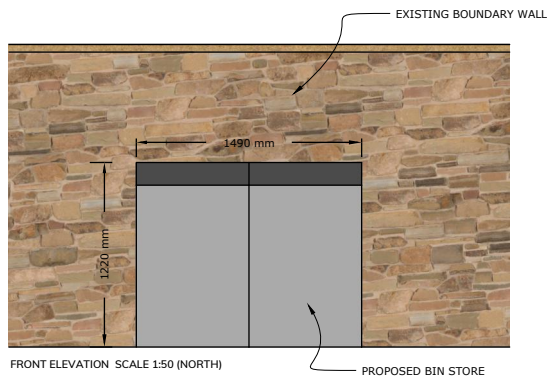 EXISTING BOUNDARY WALL
1490 mm
1220 mm
FRONT ELEVATION SCALE 1:50 (NORTH)
PROPOSED BIN STORE